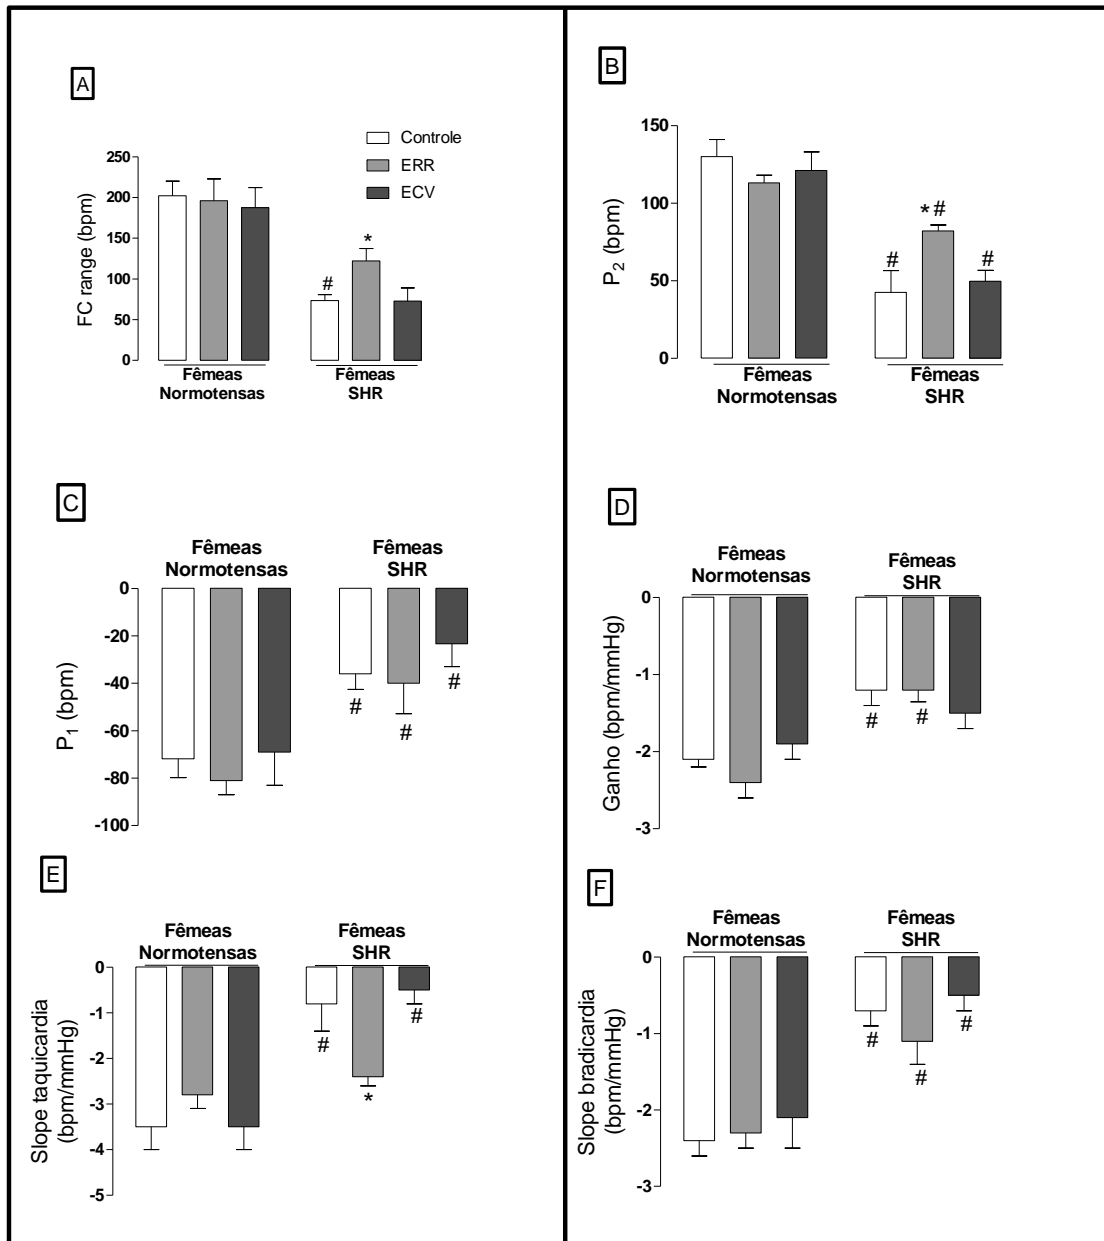 A
Controle
ERR
ECV
FC range (bpm)
250
200
150
100
50
0
#
*
Fêmeas
Normotensas
Fêmeas
SHR
B
P2 (bpm)
150
100
50
0
#
*#
#
Fêmeas
Normotensas
Fêmeas
SHR
C
Fêmeas
Normotensas
Fêmeas
SHR
P1 (bpm)
0
-20
-40
-60
-80
-100
#
#
#
D
Fêmeas
Normotensas
Fêmeas
SHR
Ganho (bpm/mmHg)
0
-1
-2
-3
#
#
E
Fêmeas
Normotensas
Fêmeas
SHR
Slope taquicardia
(bpm/mmHg)
0
-1
-2
-3
-4
-5
#
*
#
F
Fêmeas
Normotensas
Fêmeas
SHR
Slope bradicardia
(bpm/mmHg)
0
-1
-2
-3
#
#
#